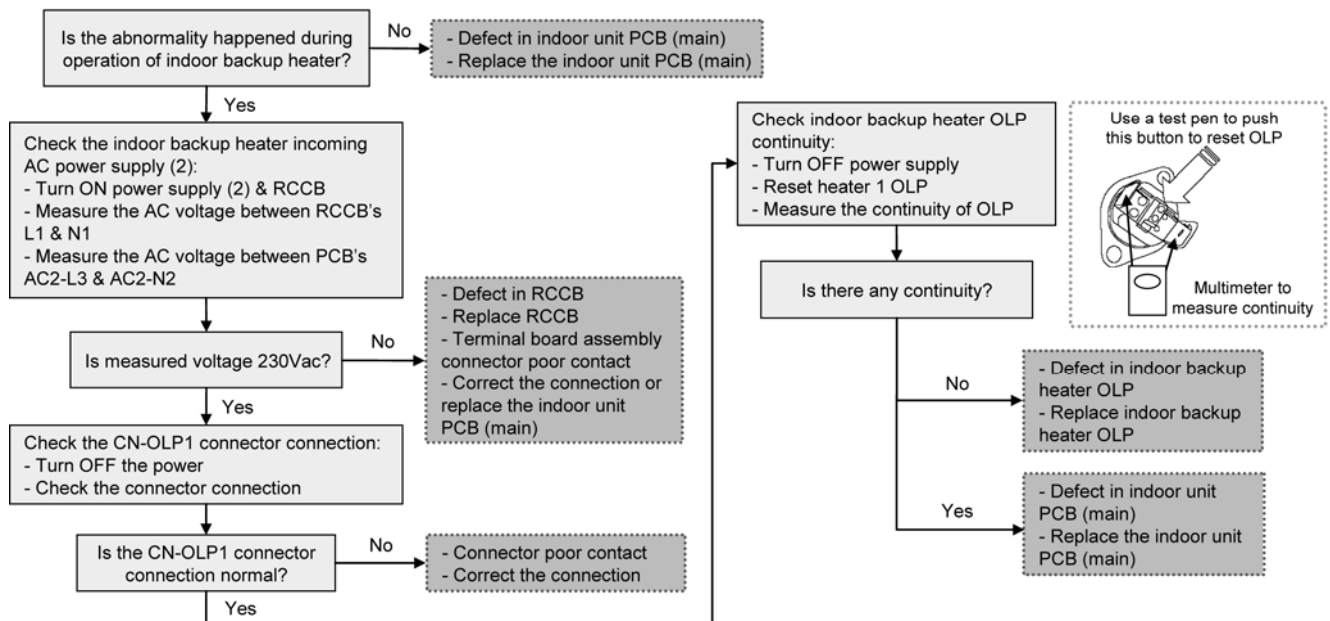 Is the abnormality happened during
operation of indoor backup heater?
No
- Defect in indoor unit PCB (main)
- Replace the indoor unit PCB (main)
Yes
Check the indoor backup heater incoming
AC power supply (2):
- Turn ON power supply (2) & RCCB
- Measure the AC voltage between RCCB's
L1 & N1
- Measure the AC voltage between PCB's
AC2-L3 & AC2-N2
Is measured voltage 230Vac?
No
- Defect in RCCB
- Replace RCCB
- Terminal board assembly
connector poor contact
- Correct the connection or
replace the indoor unit
PCB (main)
Yes
Check the CN-OLP1 connector connection:
- Turn OFF the power
- Check the connector connection
Is the CN-OLP1 connector
connection normal?
No
- Connector poor contact
- Correct the connection
Yes
Check indoor backup heater OLP
continuity:
- Turn OFF power supply
- Reset heater 1 OLP
- Measure the continuity of OLP
Use a test pen to push
this button to reset OLP
Multimeter to
measure continuity
Is there any continuity?
No
- Defect in indoor backup
heater OLP
- Replace indoor backup
heater OLP
Yes
- Defect in indoor unit
PCB (main)
- Replace the indoor unit
PCB (main)